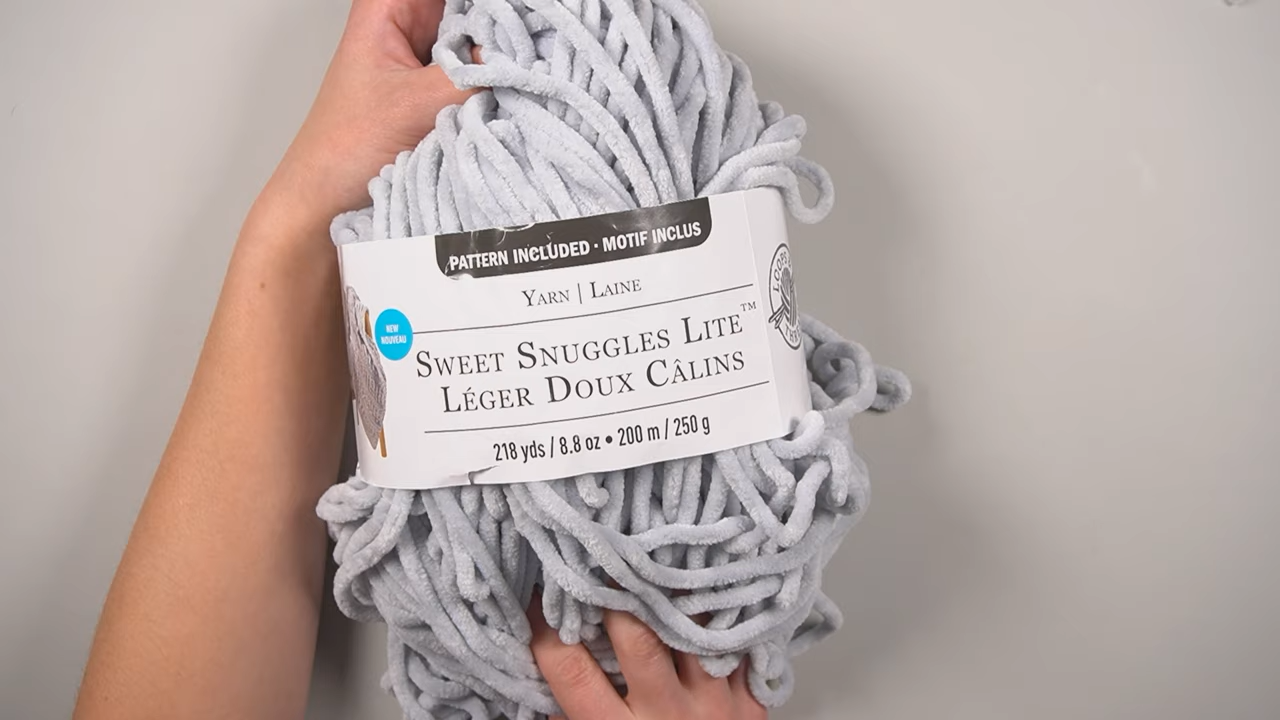 PATTERN INCLUDED · MOTIF INCLUS
YARN | LAINE
NEW
NOUVEAU
SWEET SNUGGLES LITE™
LÉGER DOUX CÂLINS
218 yds / 8.8 oz • 200 m / 250 g
LOOPS